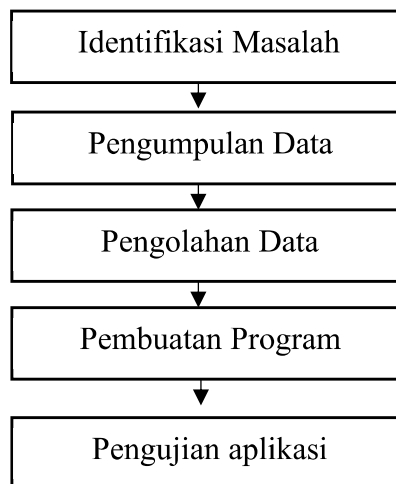 Identifikasi Masalah
Pengumpulan Data
Pengolahan Data
Pembuatan Program
Pengujian aplikasi